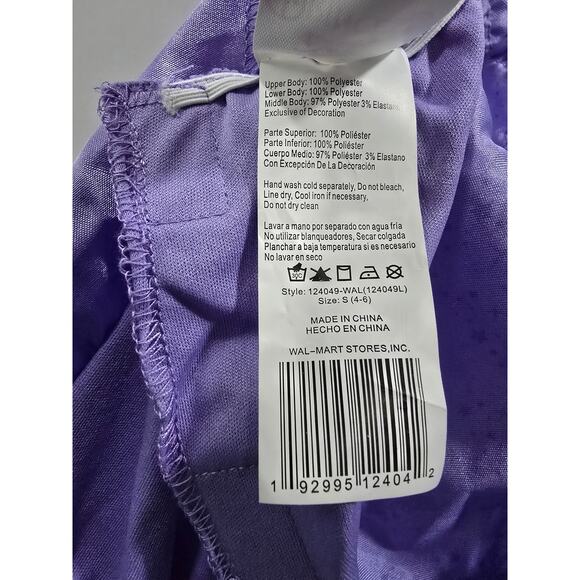 Upper Body: 100% Polyester
Lower Body: 100% Polyester
Middle Body: 97% Polyester 3% Elastane
Exclusive of Decoration
Parte Superior: 100% Poliéster
Parte Inferior: 100% Poliéster
Cuerpo Medio: 97% Poliéster 3% Elastano
Con Excepción De La Decoración
Hand wash cold separately, Do not bleach,
Line dry, Cool iron if necessary,
Do not dry clean
Lavar a mano por separado con agua fría
No utilizar blanqueadores, Secar colgada
Planchar a baja temperatura si es necesario
No lavar en seco
30C
Style: 124049-WAL(124049L)
Size: S (4-6)
MADE IN CHINA
HECHO EN CHINA
WAL-MART STORES,INC.
1 92995 12404 2